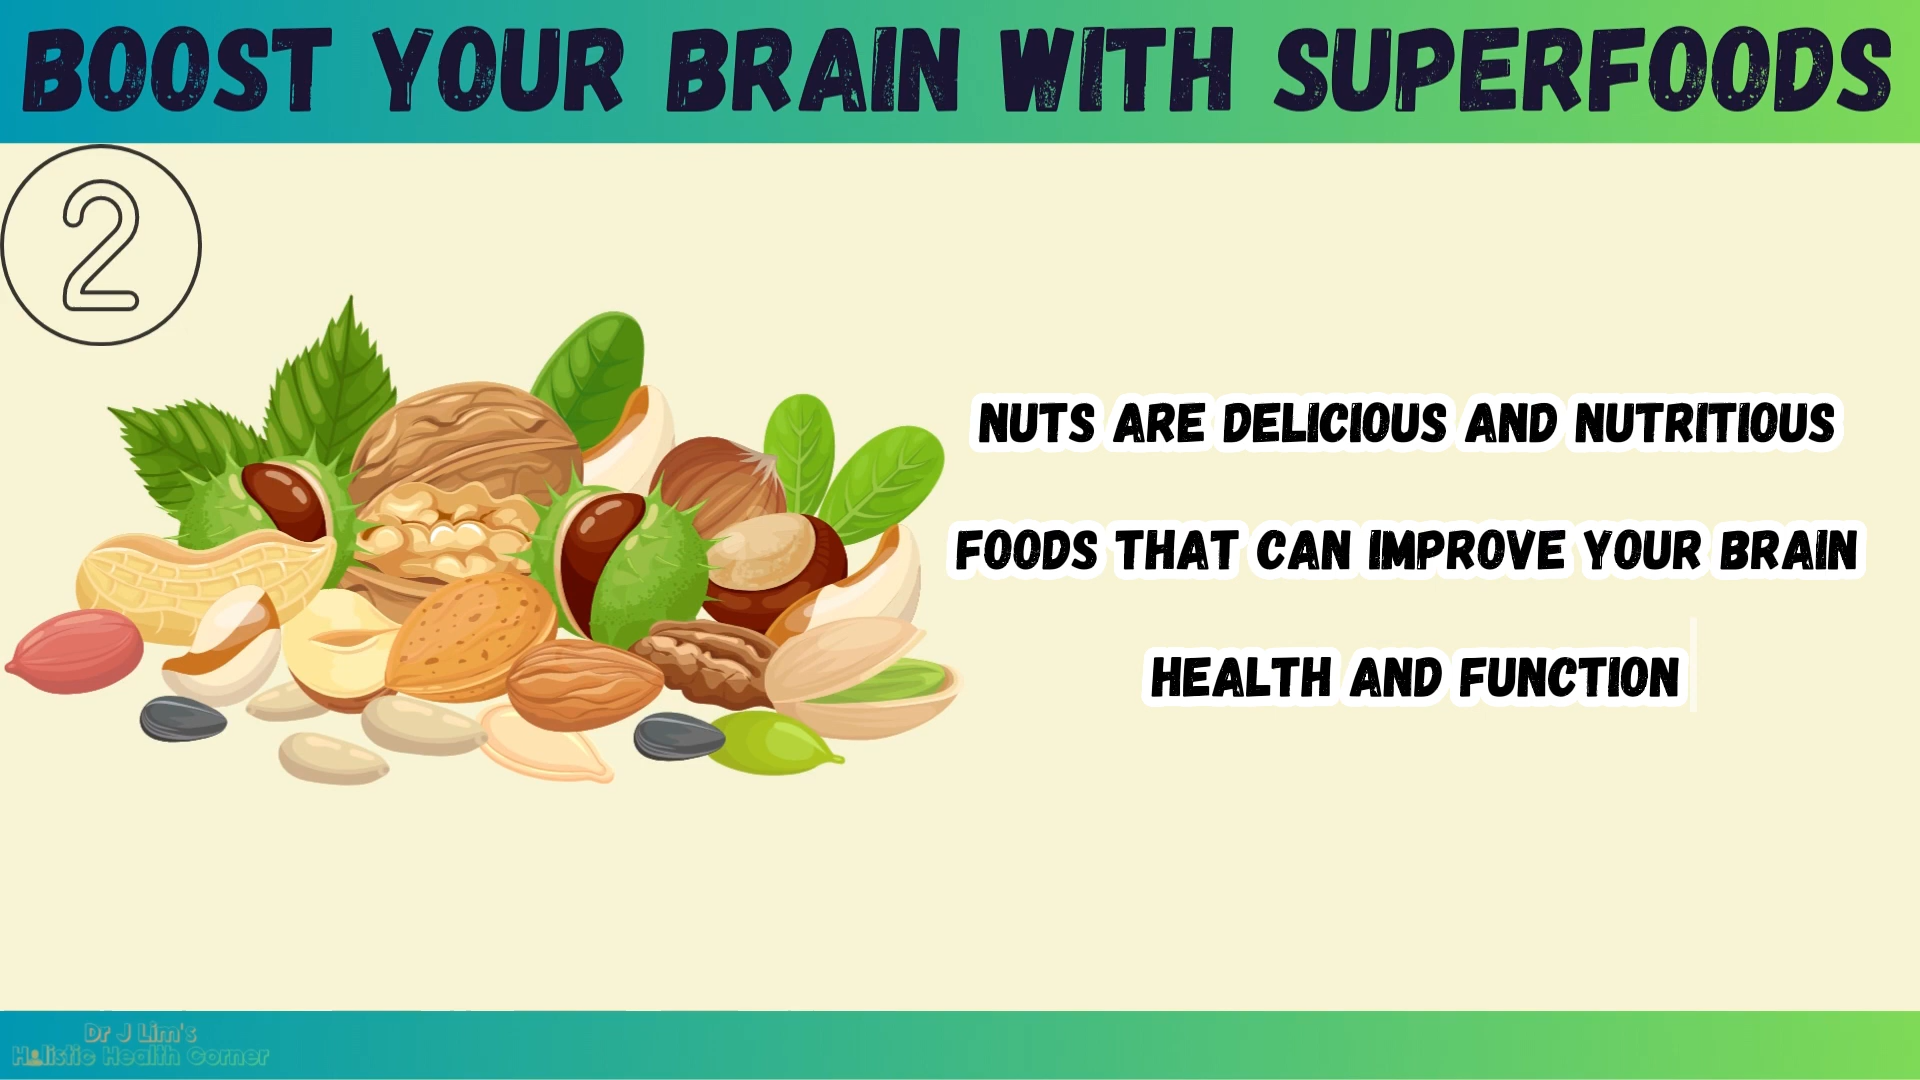 BOOST YOUR BRAIN WITH SUPERFOODS
2
NUTS ARE DELICIOUS AND NUTRITIOUS
FOODS THAT CAN IMPROVE YOUR BRAIN
HEALTH AND FUNCTION
Dr J Lim's
Holistic Health Corner